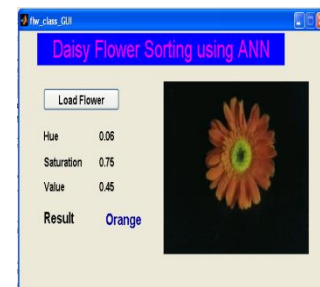 flw_class_GUI
Daisy Flower Sorting using ANN
Load Flower
Hue 0.06
Saturation 0.75
Value 0.45
Result Orange